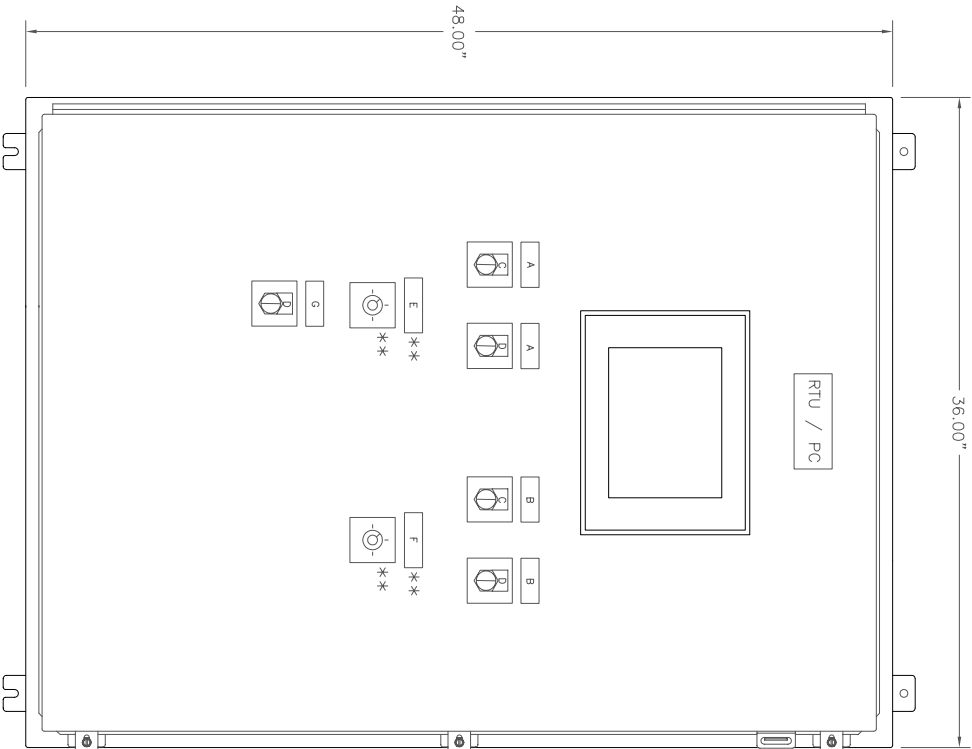 36.00"
RTU / PC
A A B B
C D C D
48.00"
E ** F **
** **
G
D